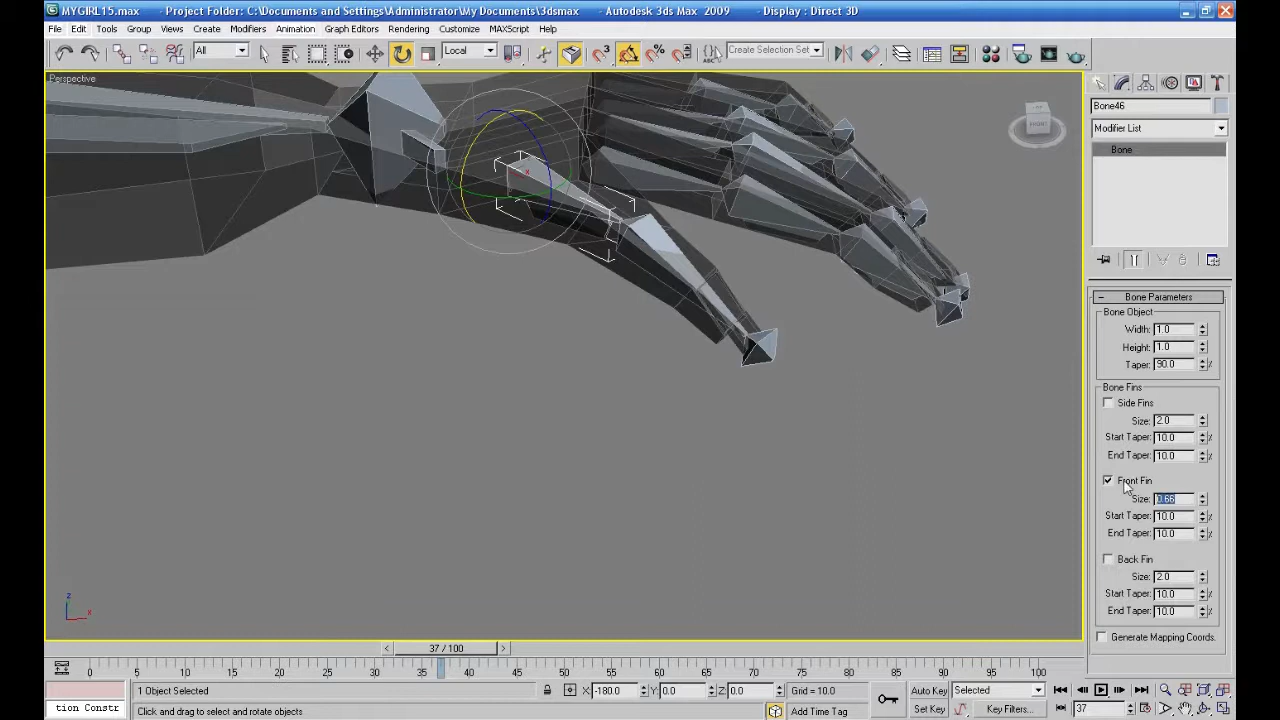 MYGIRL15.max - Project Folder: C:\Documents and Settings\Administrator\My Documents\3dsmax - Autodesk 3ds Max 2009 - Display : Direct 3D
File Edit Tools Group Views Create Modifiers Animation Graph Editors Rendering Customize MAXScript Help
All Local Create Selection Set
Perspective
FRONT
Bone46
Modifier List
Bone
- Bone Parameters
Bone Object
Width: 1.0
Height: 1.0
Taper: 90.0 %
Bone Fins
Side Fins
Size: 2.0
Start Taper: 10.0 %
End Taper: 10.0 %
Front Fin
Size: 0.66
Start Taper: 10.0 %
End Taper: 10.0 %
Back Fin
Size: 2.0
Start Taper: 10.0 %
End Taper: 10.0 %
Generate Mapping Coords.
z
x
< 37 / 100 >
0 5 10 15 20 25 30 35 40 45 50 55 60 65 70 75 80 85 90 95 100
1 Object Selected X: -180.0 Y: 0.0 Z: 0.0 Grid = 10.0 Auto Key Selected
tion Constr Click and drag to select and rotate objects Add Time Tag Set Key Key Filters... 37